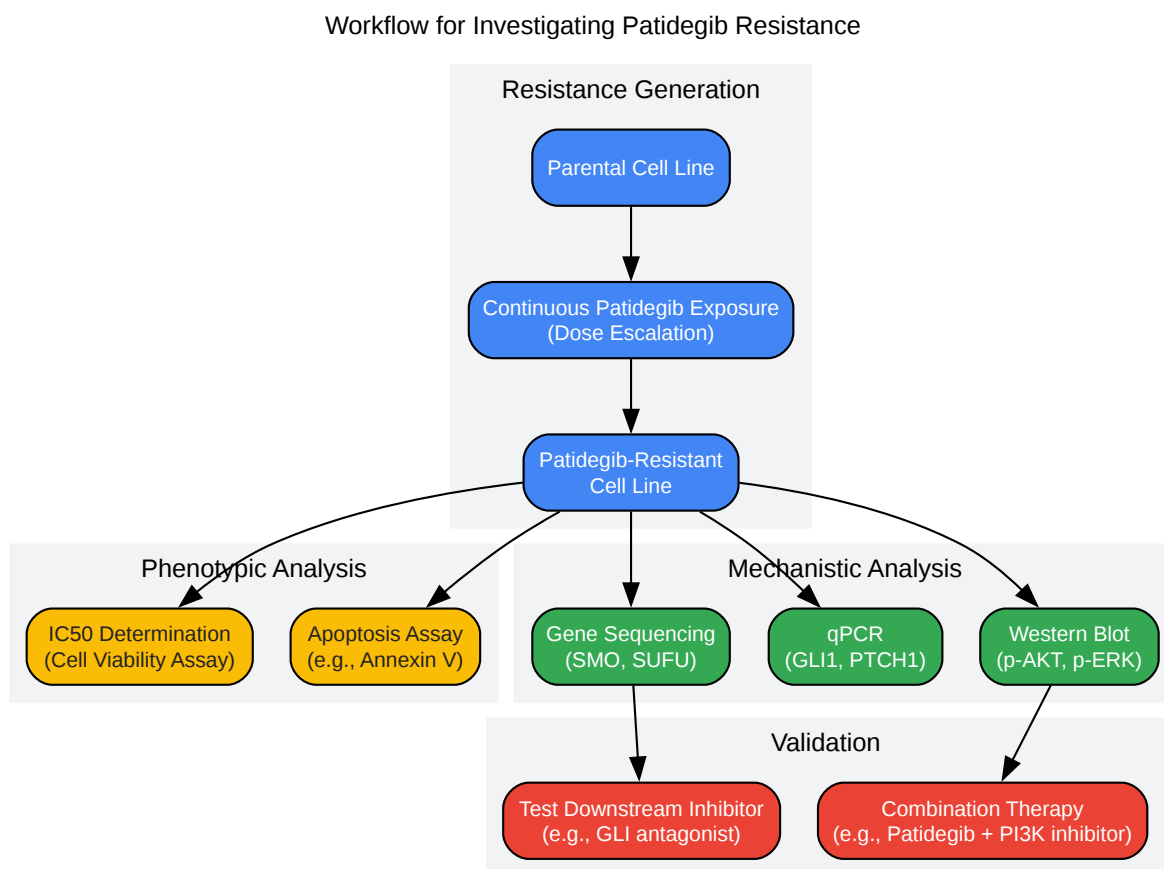 Workflow for Investigating Patidegib Resistance
Resistance Generation
Parental Cell Line
Continuous Patidegib Exposure
(Dose Escalation)
Patidegib-Resistant
Cell Line
Phenotypic Analysis
IC50 Determination
(Cell Viability Assay)
Apoptosis Assay
(e.g., Annexin V)
Mechanistic Analysis
Gene Sequencing
(SMO, SUFU)
qPCR
(GLI1, PTCH1)
Western Blot
(p-AKT, p-ERK)
Validation
Test Downstream Inhibitor
(e.g., GLI antagonist)
Combination Therapy
(e.g., Patidegib + PI3K inhibitor)